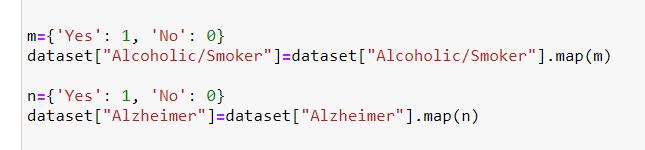 m={'Yes': 1, 'No': 0}
dataset["Alcoholic/Smoker"]=dataset["Alcoholic/Smoker"].map(m)
n={'Yes': 1, 'No': 0}
dataset["Alzheimer"]=dataset["Alzheimer"].map(n)